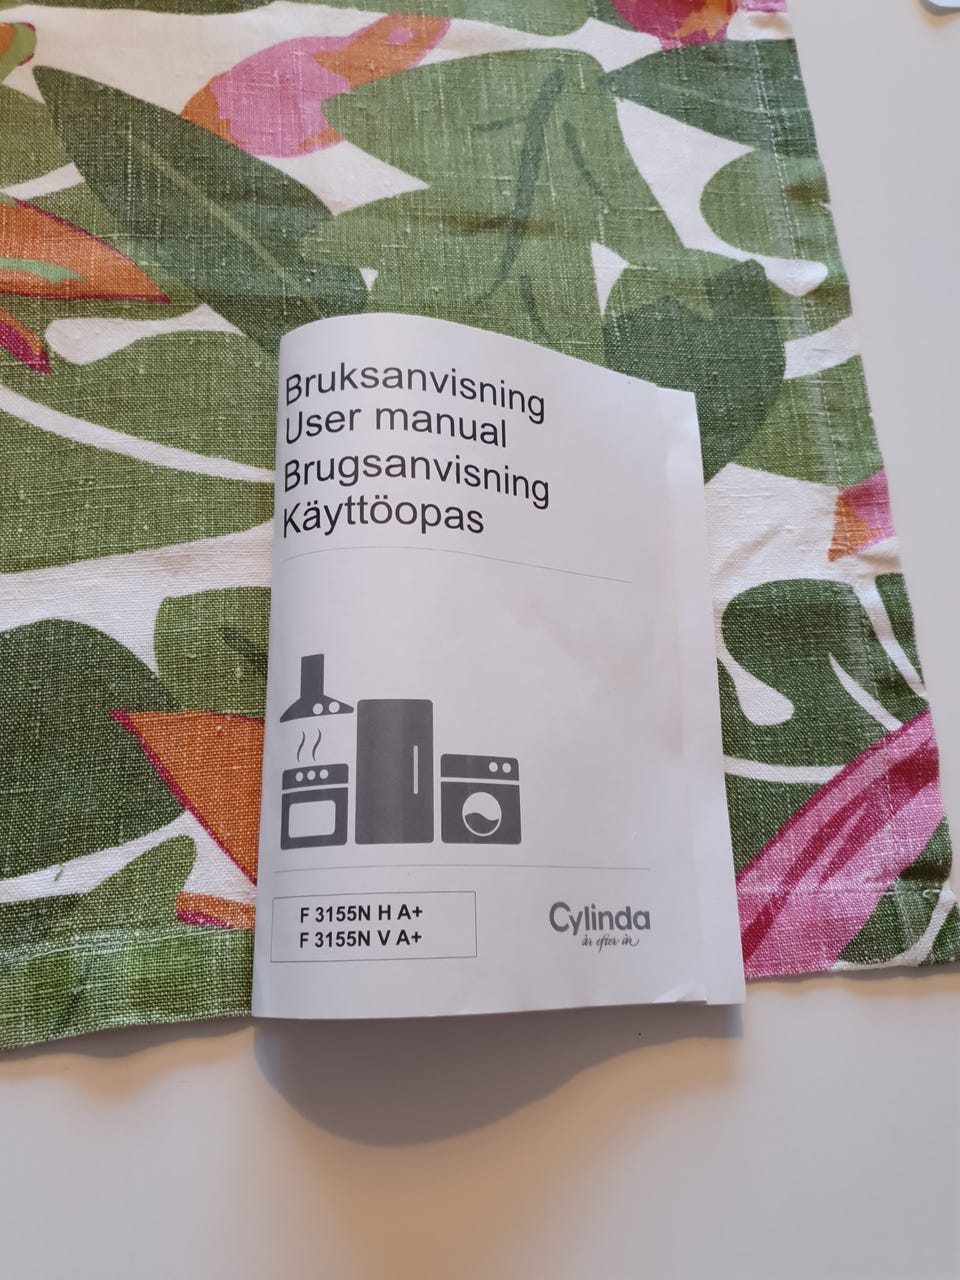 Bruksanvisning
User manual
Brugsanvisning
Käyttöopas
F 3155N H A+
F 3155N V A+
Cylinda
år efter år